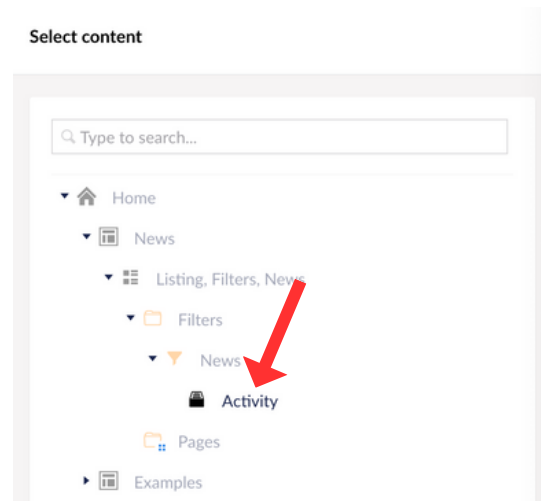 Select content
Type to search...
Home
News
Listing, Filters, News
Filters
News
Activity
Pages
Examples